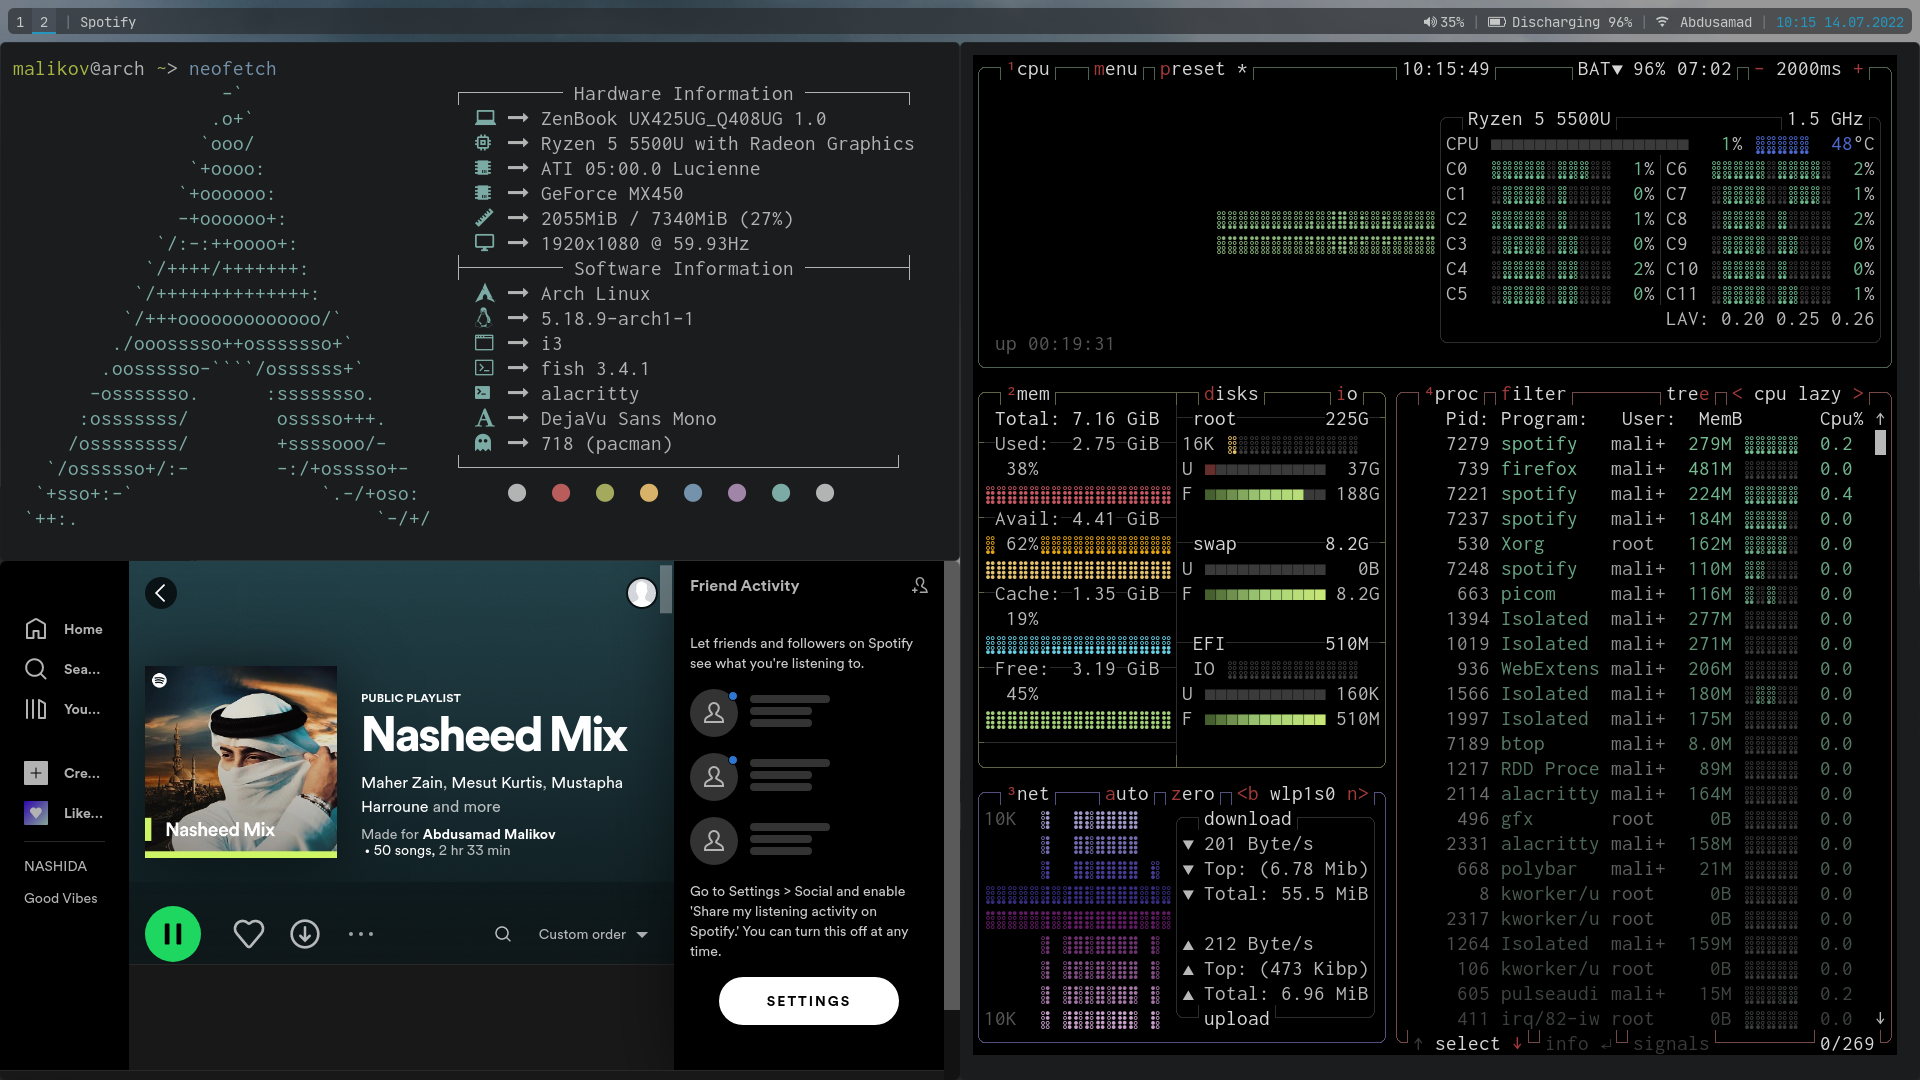 1 2 | Spotify
35% | Discharging 96% | Abdusamad | 10:15 14.07.2022
malikov@arch ~> neofetch
-`
.o+`
`ooo/
`+oooo:
`+oooooo:
-+oooooo+:
`/:-:++oooo+:
`/++++/+++++++:
`/++++++++++++++:
`/+++ooooooooooooo/`
./ooosssso++osssssso+`
.oossssso-````/ossssss+`
-osssssso. :ssssssso.
:osssssss/ osssso+++.
/ossssssss/ +ssssooo/-
`/ossssso+/:- -:/+osssso+-
`+sso+:-` `.-/+oso:
`++:. `-/+/
Hardware Information
ZenBook UX425UG_Q408UG 1.0
Ryzen 5 5500U with Radeon Graphics
ATI 05:00.0 Lucienne
GeForce MX450
2055MiB / 7340MiB (27%)
1920x1080 @ 59.93Hz
Software Information
Arch Linux
5.18.9-arch1-1
i3
fish 3.4.1
alacritty
DejaVu Sans Mono
718 (pacman)
Home
Sea...
You...
Cre...
Like...
NASHIDA
Good Vibes
Nasheed Mix
PUBLIC PLAYLIST
Nasheed Mix
Maher Zain, Mesut Kurtis, Mustapha
Harroune and more
Made for Abdusamad Malikov
• 50 songs, 2 hr 33 min
Custom order
Friend Activity
Let friends and followers on Spotify
see what you're listening to.
Go to Settings > Social and enable
'Share my listening activity on
Spotify.' You can turn this off at any
time.
SETTINGS
¹cpu menu preset * 10:15:49 BAT▼ 96% 07:02 - 2000ms +
Ryzen 5 5500U 1.5 GHz
CPU 1% 48°C
C0 1% C6 2%
C1 0% C7 1%
C2 1% C8 2%
C3 0% C9 0%
C4 2% C10 0%
C5 0% C11 1%
LAV: 0.20 0.25 0.26
up 00:19:31
²mem
Total: 7.16 GiB
Used: 2.75 GiB
38%
Avail: 4.41 GiB
62%
Cache: 1.35 GiB
19%
Free: 3.19 GiB
45%
disks io
root 225G
16K
U 37G
F 188G
swap 8.2G
U 0B
F 8.2G
EFI 510M
IO
U 160K
F 510M
³net auto zero <b wlp1s0 n>
10K
10K
download
▼ 201 Byte/s
▼ Top: (6.78 Mib)
▼ Total: 55.5 MiB
▲ 212 Byte/s
▲ Top: (473 Kibp)
▲ Total: 6.96 MiB
upload
⁴proc filter tree < cpu lazy >
Pid: Program: User: MemB Cpu% ↑
7279 spotify mali+ 279M 0.2
739 firefox mali+ 481M 0.0
7221 spotify mali+ 224M 0.4
7237 spotify mali+ 184M 0.0
530 Xorg root 162M 0.0
7248 spotify mali+ 110M 0.0
663 picom mali+ 116M 0.0
1394 Isolated mali+ 277M 0.0
1019 Isolated mali+ 271M 0.0
936 WebExtens mali+ 206M 0.0
1566 Isolated mali+ 180M 0.0
1997 Isolated mali+ 175M 0.0
7189 btop mali+ 8.0M 0.0
1217 RDD Proce mali+ 89M 0.0
2114 alacritty mali+ 164M 0.0
496 gfx root 0B 0.0
2331 alacritty mali+ 158M 0.0
668 polybar mali+ 21M 0.0
8 kworker/u root 0B 0.0
2317 kworker/u root 0B 0.0
1264 Isolated mali+ 159M 0.0
106 kworker/u root 0B 0.0
605 pulseaudi mali+ 15M 0.2
411 irq/82-iw root 0B 0.0 ↓
↑ select ↓ info ↵ signals 0/269